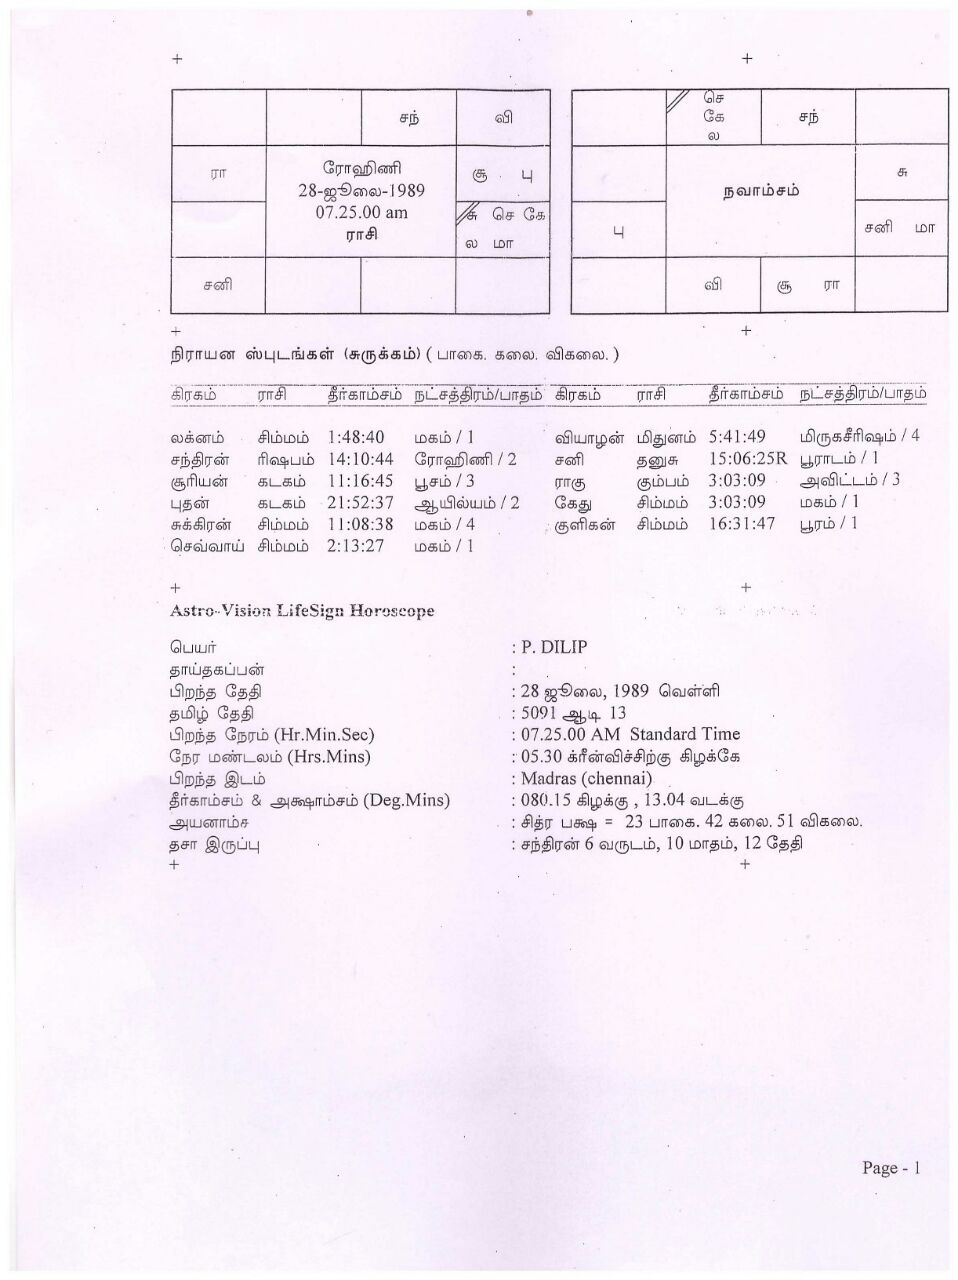 சந்
வி
ரா
ரோஹிணி
28-ஜூலை-1989
07.25.00 am
ராசி
சூ பு
சு செ கே
ல மா
சனி
செ
கே
ல
சந்
நவாம்சம்
சு
பு
சனி மா
வி
சூ ரா
நிராயன ஸ்புடங்கள் (சுருக்கம்) ( பாகை. கலை. விகலை. )
கிரகம் ராசி தீர்காம்சம் நட்சத்திரம்/பாதம் கிரகம் ராசி தீர்காம்சம் நட்சத்திரம்/பாதம்
லக்னம் சிம்மம் 1:48:40 மகம் / 1 வியாழன் மிதுனம் 5:41:49 மிருகசீரிஷம் / 4
சந்திரன் ரிஷபம் 14:10:44 ரோஹிணி / 2 சனி தனுசு 15:06:25R பூராடம் / 1
சூரியன் கடகம் 11:16:45 பூசம் / 3 ராகு கும்பம் 3:03:09 அவிட்டம் / 3
புதன் கடகம் 21:52:37 ஆயில்யம் / 2 கேது சிம்மம் 3:03:09 மகம் / 1
சுக்கிரன் சிம்மம் 11:08:38 மகம் / 4 குளிகன் சிம்மம் 16:31:47 பூரம் / 1
செவ்வாய் சிம்மம் 2:13:27 மகம் / 1
Astro-Vision LifeSign Horoscope
பெயர் : P. DILIP
தாய்தகப்பன் :
பிறந்த தேதி : 28 ஜூலை, 1989 வெள்ளி
தமிழ் தேதி : 5091 ஆடி 13
பிறந்த நேரம் (Hr.Min.Sec) : 07.25.00 AM Standard Time
நேர மண்டலம் (Hrs.Mins) : 05.30 க்ரீன்விச்சிற்கு கிழக்கே
பிறந்த இடம் : Madras (chennai)
தீர்காம்சம் & அக்ஷாம்சம் (Deg.Mins) : 080.15 கிழக்கு , 13.04 வடக்கு
அயனாம்ச : சித்ர பக்ஷ = 23 பாகை. 42 கலை. 51 விகலை.
தசா இருப்பு : சந்திரன் 6 வருடம், 10 மாதம், 12 தேதி
Page - 1